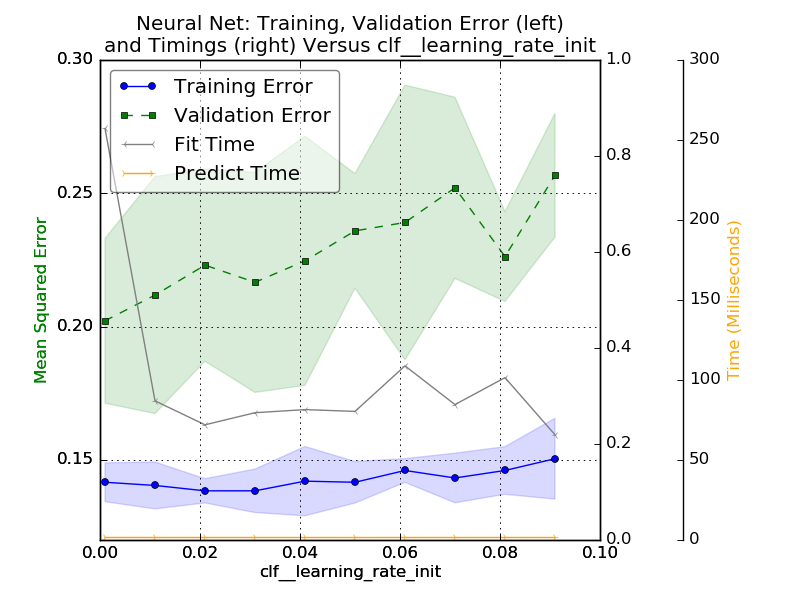 Neural Net: Training, Validation Error (left)
and Timings (right) Versus clf__learning_rate_init
Training Error
Validation Error
Fit Time
Predict Time
Mean Squared Error
0.30
0.25
0.20
0.15
0.00
0.02
0.04
0.06
0.08
0.10
clf__learning_rate_init
1.0
0.8
0.6
0.4
0.2
0.0
300
250
200
150
100
50
0
Time (Milliseconds)